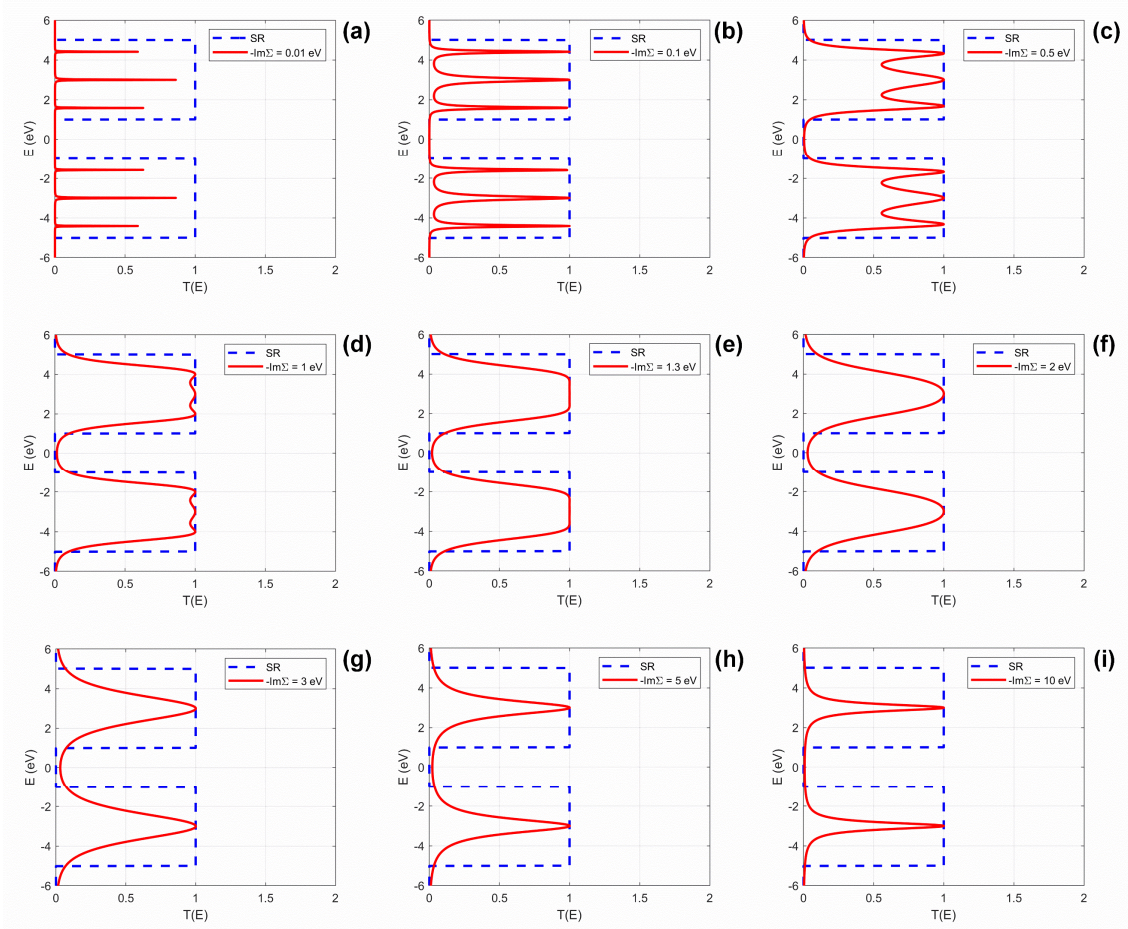 (a)
SR
-ImΣ = 0.01 eV
6
4
2
0
-2
-4
-6
E (eV)
0
0.5
1
1.5
2
T(E)
(b)
SR
-ImΣ = 0.1 eV
6
4
2
0
-2
-4
-6
E (eV)
0
0.5
1
1.5
2
T(E)
(c)
SR
-ImΣ = 0.5 eV
6
4
2
0
-2
-4
-6
E (eV)
0
0.5
1
1.5
2
T(E)
(d)
SR
-ImΣ = 1 eV
6
4
2
0
-2
-4
-6
E (eV)
0
0.5
1
1.5
2
T(E)
(e)
SR
-ImΣ = 1.3 eV
6
4
2
0
-2
-4
-6
E (eV)
0
0.5
1
1.5
2
T(E)
(f)
SR
-ImΣ = 2 eV
6
4
2
0
-2
-4
-6
E (eV)
0
0.5
1
1.5
2
T(E)
(g)
SR
-ImΣ = 3 eV
6
4
2
0
-2
-4
-6
E (eV)
0
0.5
1
1.5
2
T(E)
(h)
SR
-ImΣ = 5 eV
6
4
2
0
-2
-4
-6
E (eV)
0
0.5
1
1.5
2
T(E)
(i)
SR
-ImΣ = 10 eV
6
4
2
0
-2
-4
-6
E (eV)
0
0.5
1
1.5
2
T(E)